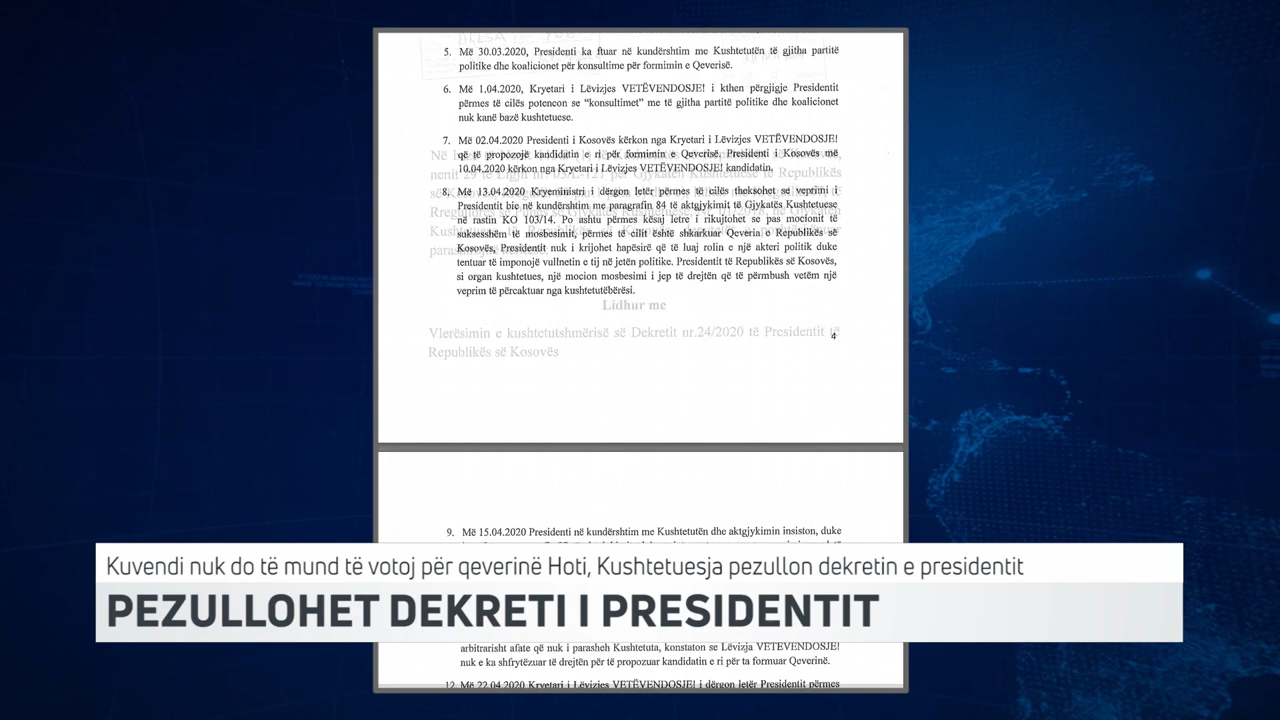 5. Më 30.03.2020, Presidenti ka ftuar në kundërshtim me Kushtetutën të gjitha partitë
politike dhe koalicionet për konsultime për formimin e Qeverisë.
6. Më 1.04.2020, Kryetari i Lëvizjes VETËVENDOSJE! i kthen përgjigje Presidentit
përmes të cilës potencon se “konsultimet” me të gjitha partitë politike dhe koalicionet
nuk kanë bazë kushtetuese.
7. Më 02.04.2020 Presidenti i Kosovës kërkon nga Kryetari i Lëvizjes VETËVENDOSJE!
që të propozojë kandidatin e ri për formimin e Qeverisë. Presidenti i Kosovës më
10.04.2020 kërkon nga Kryetari i Lëvizjes VETËVENDOSJE! kandidatin.
8. Më 13.04.2020 Kryeministri i dërgon letër përmes të cilës theksohet se veprimi i
Presidentit bie në kundërshtim me paragrafin 84 të aktgjykimit të Gjykatës Kushtetuese
në rastin KO 103/14. Po ashtu përmes kësaj letre i rikujtohet se pas mocionit të
suksesshëm të mosbesimit, përmes të cilit është shkarkuar Qeveria e Republikës së
Kosovës, Presidentit nuk i krijohet hapësirë që të luaj rolin e një akteri politik duke
tentuar të imponojë vullnetin e tij në jetën politike. Presidentit të Republikës së Kosovës,
si organ kushtetues, një mocion mosbesimi i jep të drejtën që të përmbush vetëm një
veprim të përcaktuar nga kushtetutëbërësi.
Lidhur me
Vlerësimin e kushtetutshmërisë së Dekretit nr.24/2020 të Presidentit të
Republikës së Kosovës
4
9. Më 15.04.2020 Presidenti në kundërshtim me Kushtetutën dhe aktgjykimin insiston, duke
Kuvendi nuk do të mund të votoj për qeverinë Hoti, Kushtetuesja pezullon dekretin e presidentit
PEZULLOHET DEKRETI I PRESIDENTIT
arbitrarisht afate që nuk i parasheh Kushtetuta, konstaton se Lëvizja VETËVENDOSJE!
nuk e ka shfrytëzuar të drejtën për të propozuar kandidatin e ri për ta formuar Qeverinë.
12. Më 22.04.2020 Kryetari i Lëvizjes VETËVENDOSJE! i dërgon letër Presidentit përmes